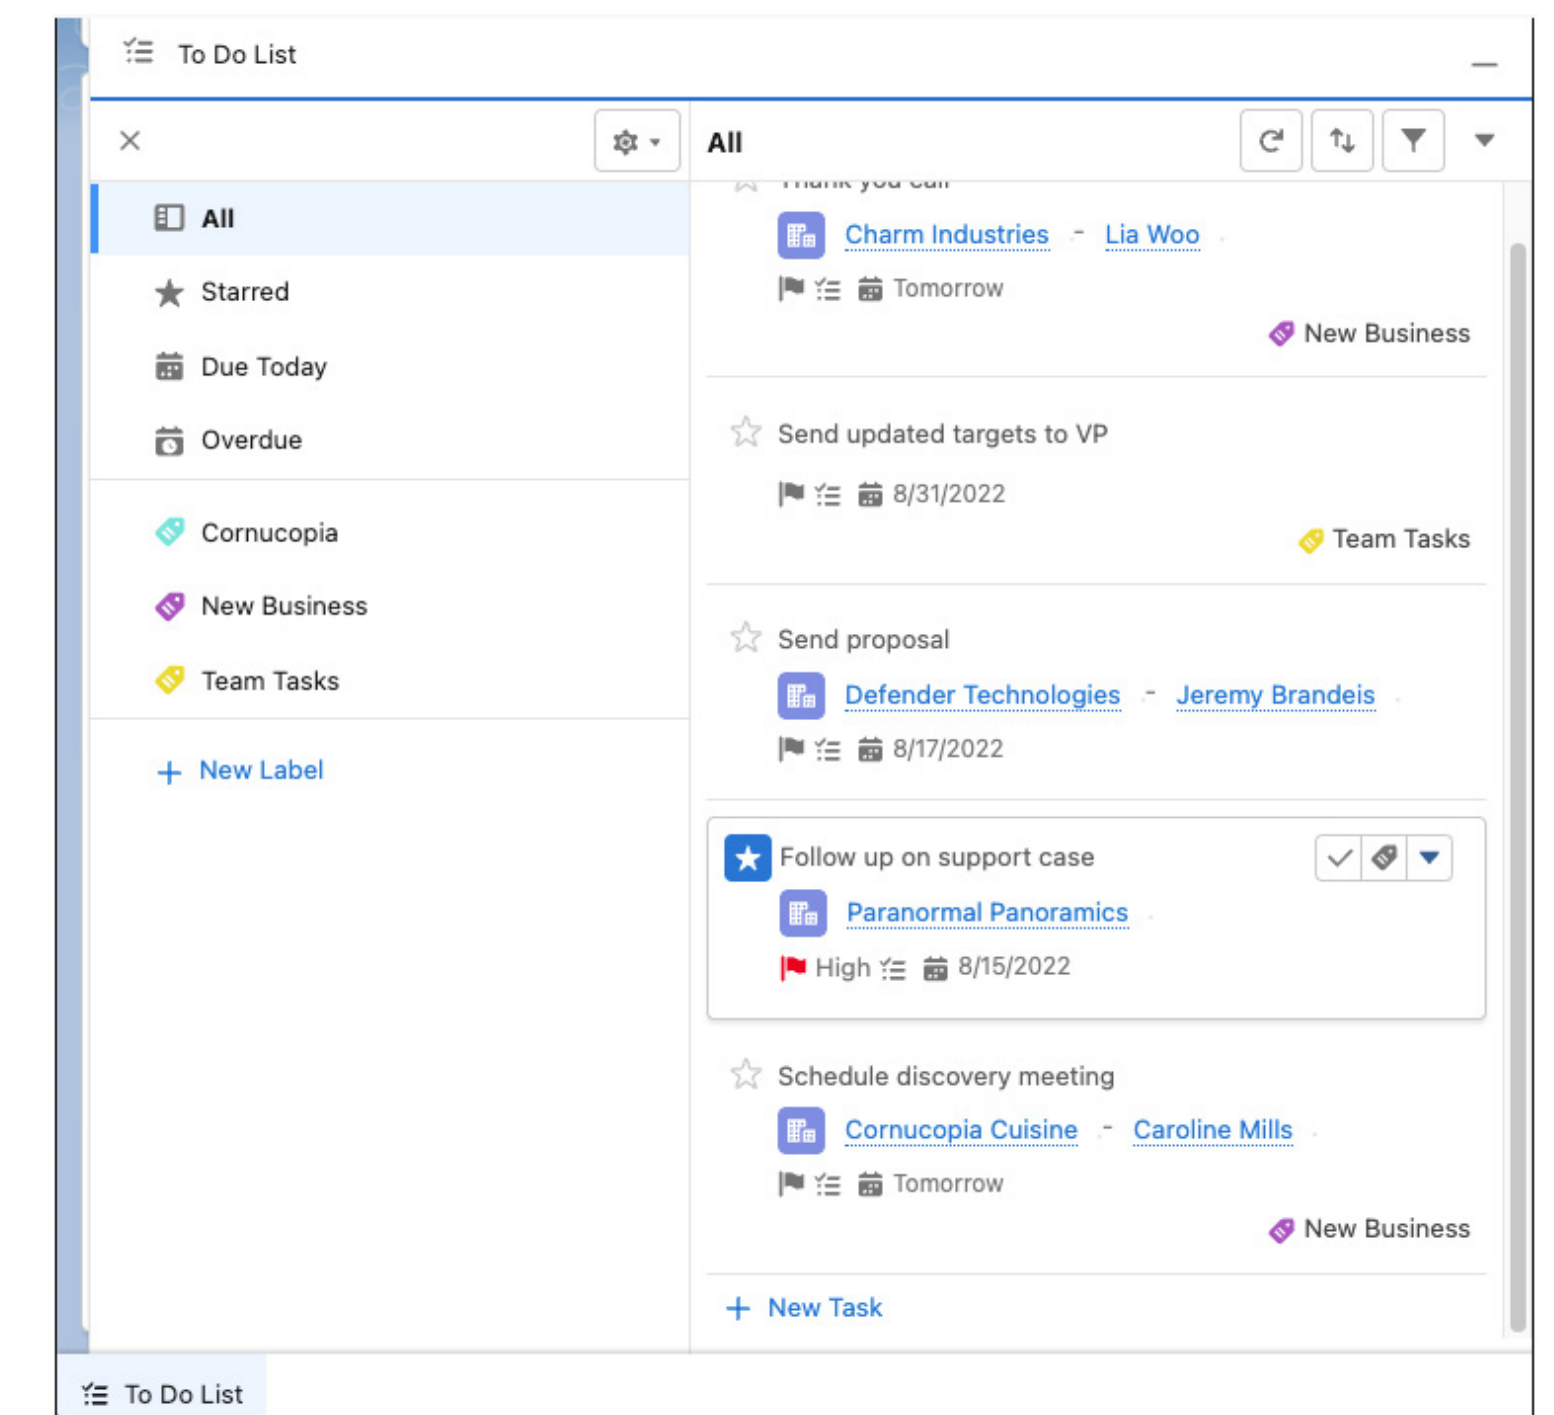 To Do List
All
Starred
Due Today
Overdue
Cornucopia
New Business
Team Tasks
+ New Label
All
Thank you call
Charm Industries - Lia Woo
Tomorrow
New Business
Send updated targets to VP
8/31/2022
Team Tasks
Send proposal
Defender Technologies - Jeremy Brandeis
8/17/2022
Follow up on support case
Paranormal Panoramics
High 8/15/2022
Schedule discovery meeting
Cornucopia Cuisine - Caroline Mills
Tomorrow
New Business
+ New Task
To Do List